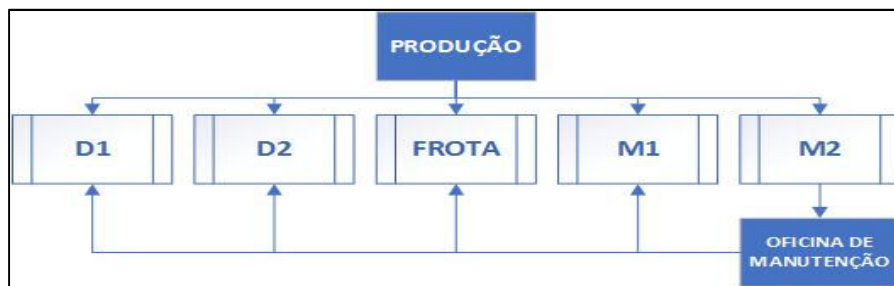 PRODUÇÃO
D1
D2
FROTA
M1
M2
OFICINA DE
MANUTENÇÃO